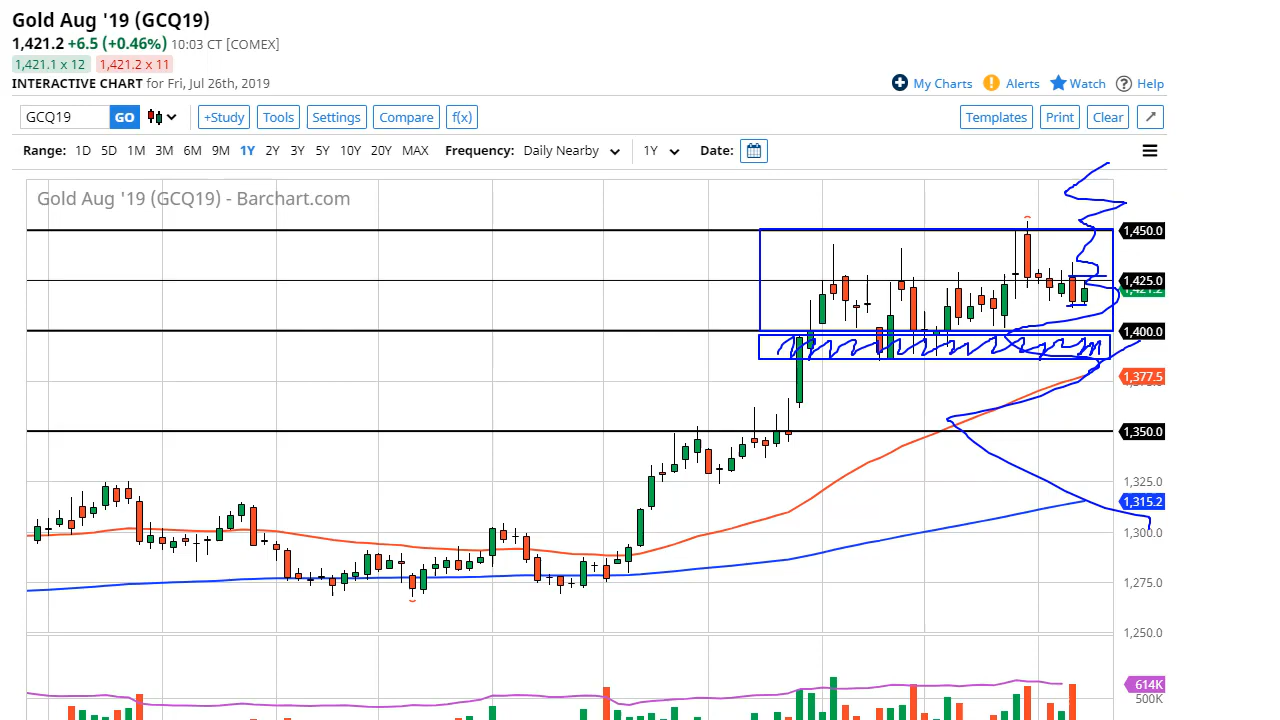 Gold Aug '19 (GCQ19)
1,421.2 +6.5 (+0.46%) 10:03 CT [COMEX]
1,421.1 x 12 1,421.2 x 11
INTERACTIVE CHART for Fri, Jul 26th, 2019
My Charts Alerts Watch Help
GCQ19 GO +Study Tools Settings Compare f(x) Templates Print Clear
Range: 1D 5D 1M 3M 6M 9M 1Y 2Y 3Y 5Y 10Y 20Y MAX Frequency: Daily Nearby 1Y Date:
Gold Aug '19 (GCQ19) - Barchart.com
1,450.0
1,425.0
1,400.0
1,377.5
1,350.0
1,325.0
1,315.2
1,300.0
1,275.0
1,250.0
614K
500K